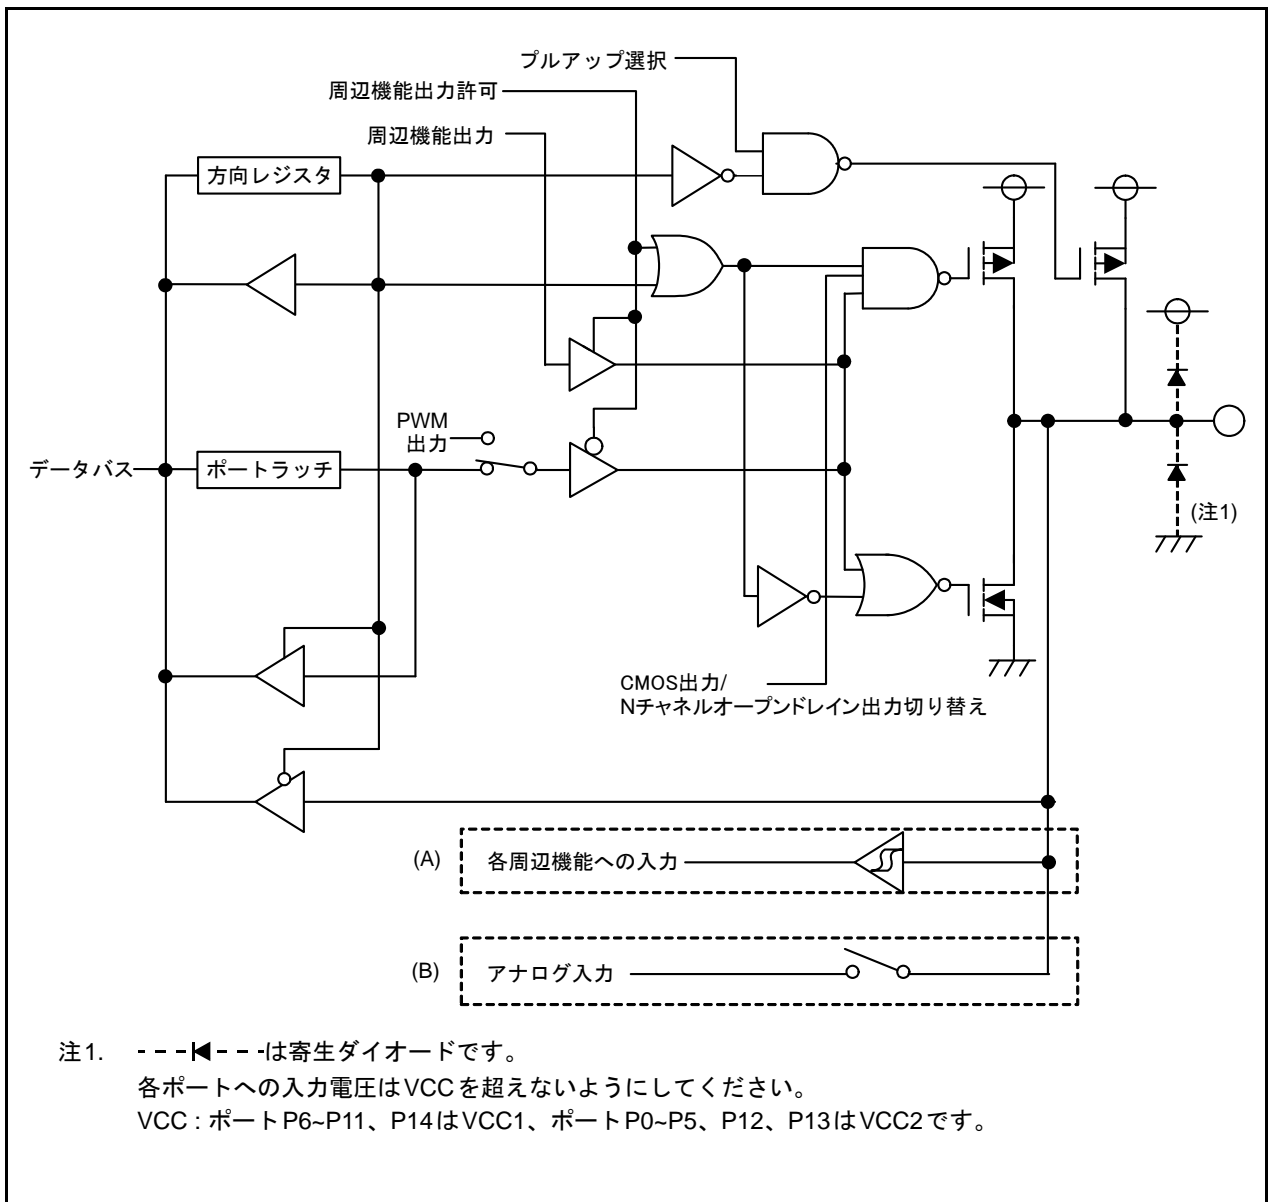 プルアップ選択
周辺機能出力許可
周辺機能出力
方向レジスタ
PWM
出力
データバス
ポートラッチ
(注1)
CMOS出力/
Nチャネルオープンドレイン出力切り替え
(A) 各周辺機能への入力
(B) アナログ入力
注1. は寄生ダイオードです。
各ポートへの入力電圧はVCCを超えないようにしてください。
VCC : ポートP6~P11、P14はVCC1、ポートP0~P5、P12、P13はVCC2です。